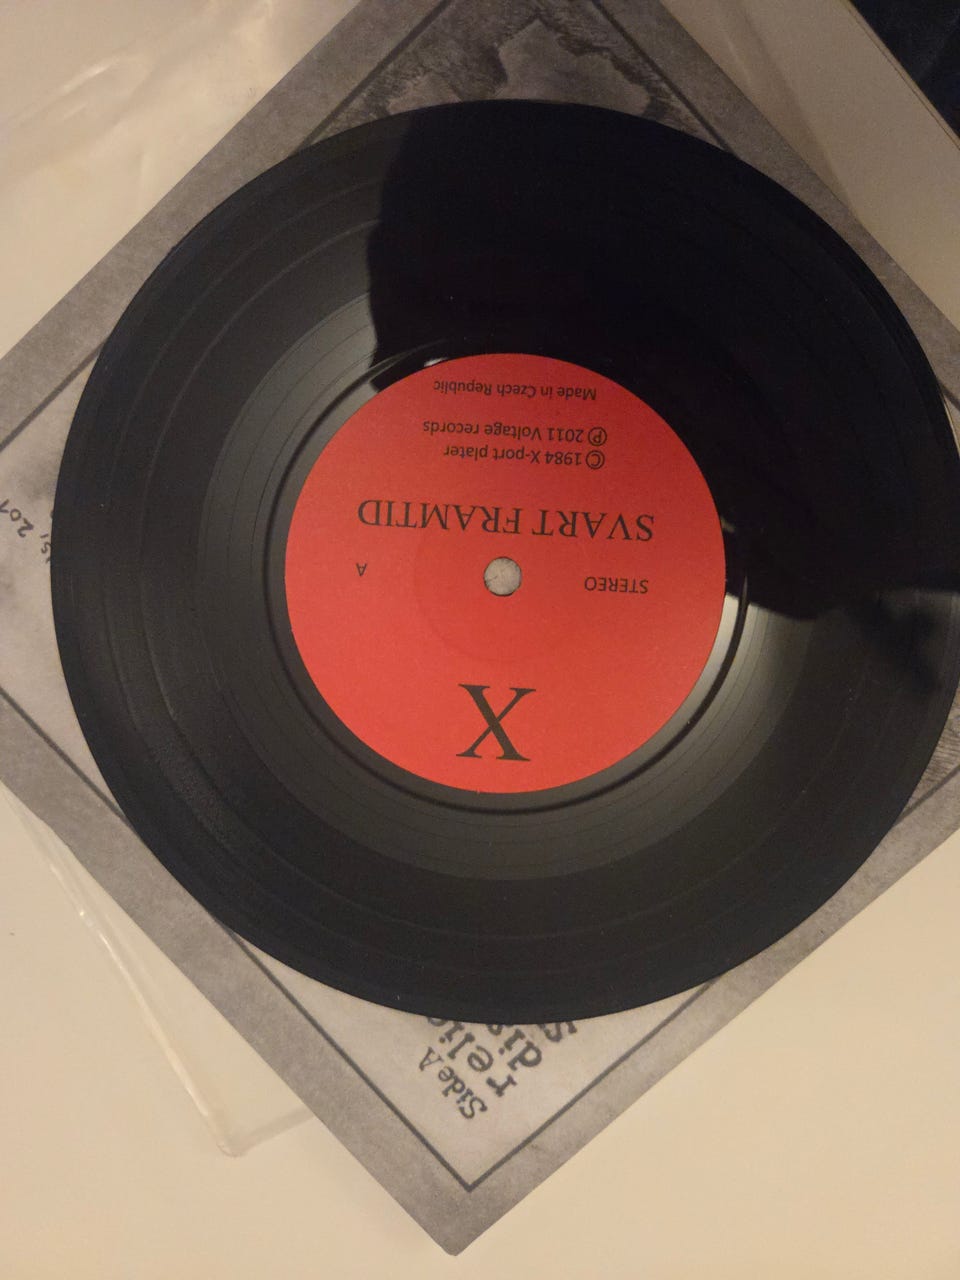 X
STEREO
A
SVART FRAMTID
© 1984 X-port plater
℗ 2011 Voltage records
Made in Czech Republic
Side A